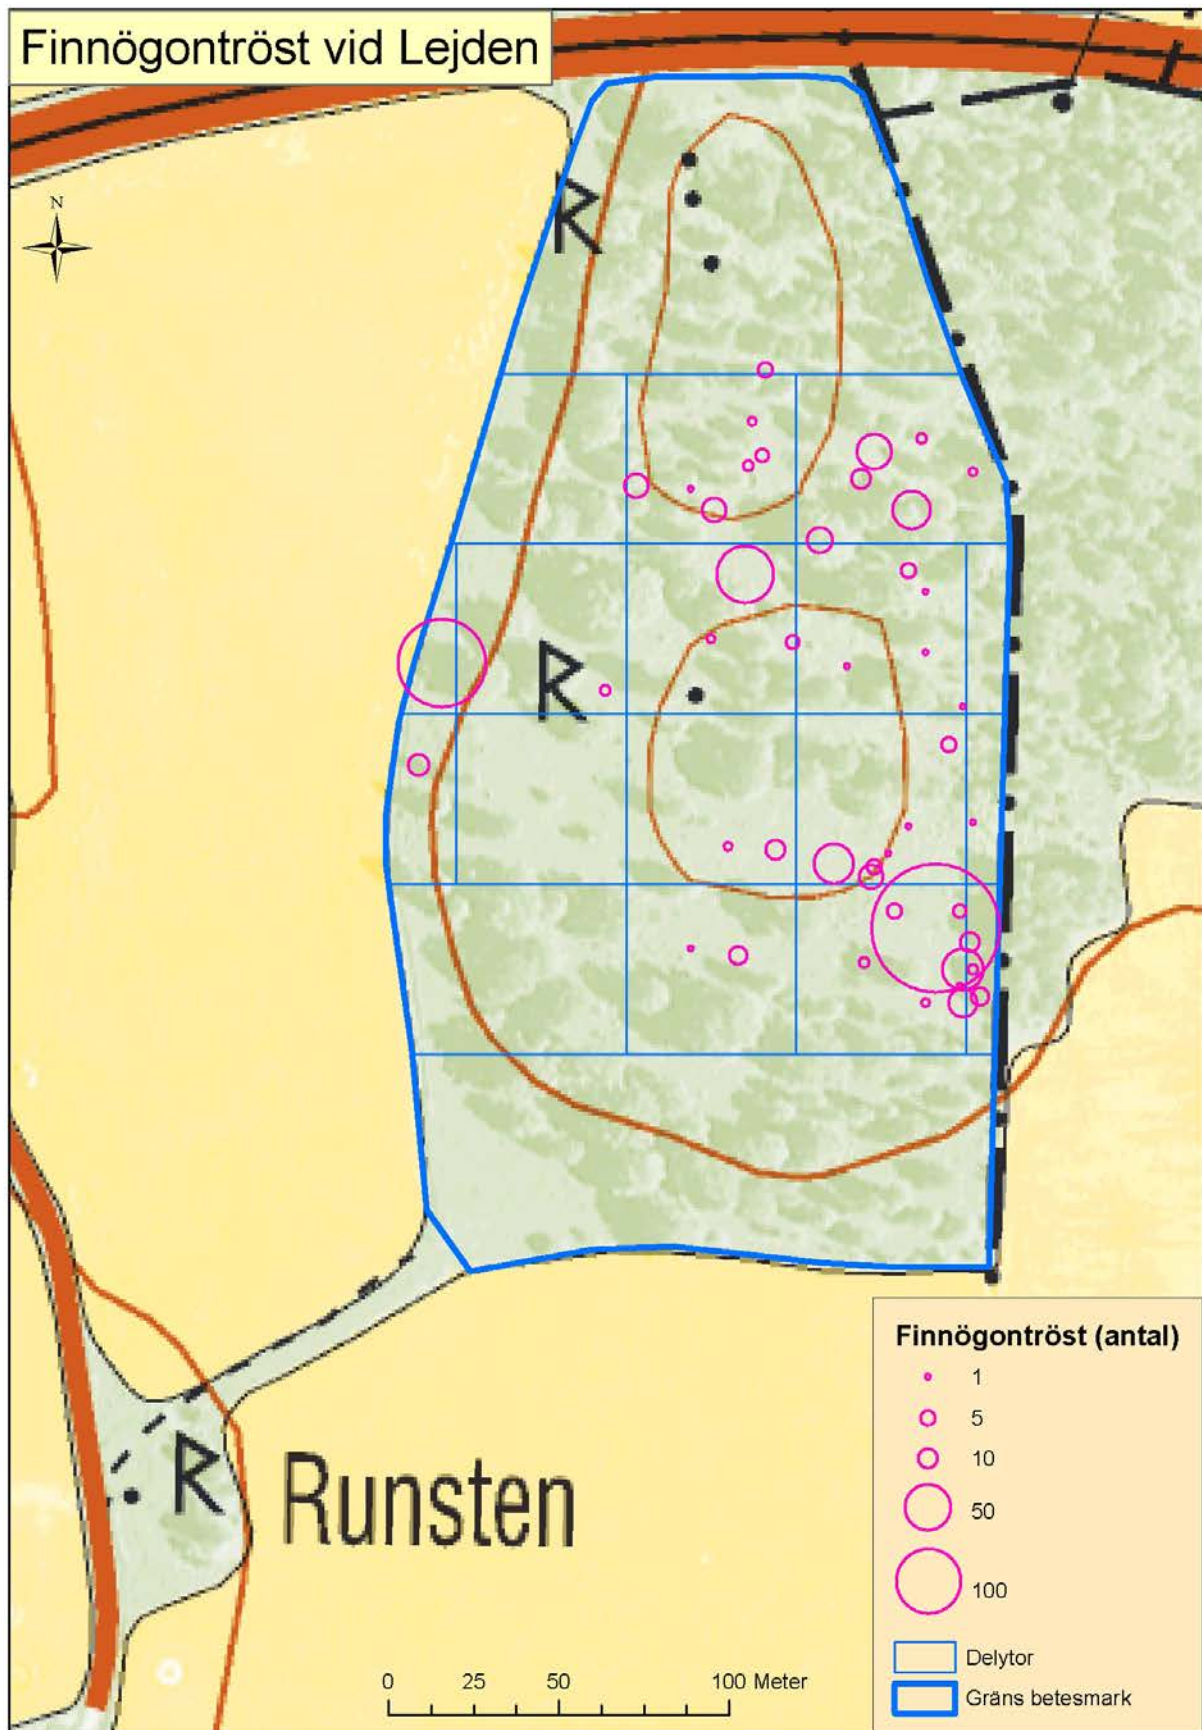 Finnögontröst vid Lejden
N
R
R
R
Runsten
Finnögontröst (antal)
1
5
10
50
100
Delytor
Gräns betesmark
0 25 50 100 Meter